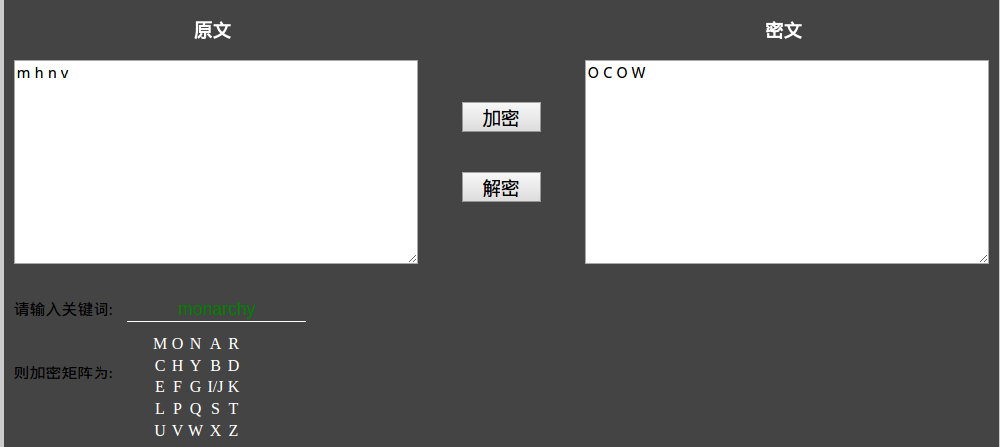 原文
密文
m h n v
O C O W
加密
解密
请输入关键词:
monarchy
则加密矩阵为:
M O N A R
C H Y B D
E F G I/J K
L P Q S T
U V W X Z